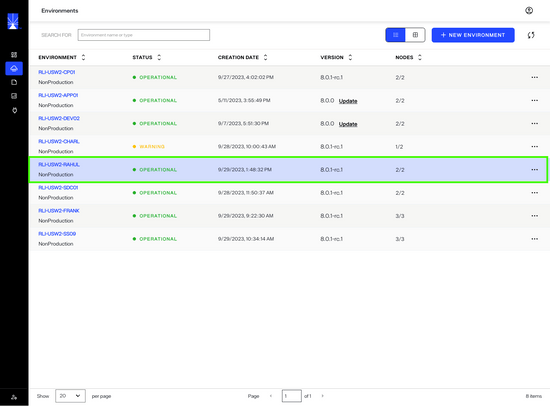 Environments
SEARCH FOR Environment name or type
NEW ENVIRONMENT
ENVIRONMENT STATUS CREATION DATE VERSION NODES
RLI-USW2-CP01
NonProduction OPERATIONAL 9/27/2023, 4:02:02 PM 8.0.1-rc.1 2/2
RLI-USW2-APP01
NonProduction OPERATIONAL 5/11/2023, 3:55:49 PM 8.0.0 Update 2/2
RLI-USW2-DEV02
NonProduction OPERATIONAL 9/7/2023, 5:51:30 PM 8.0.0 Update 2/2
RLI-USW2-CHARL
NonProduction WARNING 9/28/2023, 10:00:43 AM 8.0.1-rc.1 1/2
RLI-USW2-RAHUL
NonProduction OPERATIONAL 9/29/2023, 1:48:32 PM 8.0.1-rc.1 2/2
RLI-USW2-SDC01
NonProduction OPERATIONAL 9/28/2023, 11:50:37 AM 8.0.1-rc.1 2/2
RLI-USW2-FRANK
NonProduction OPERATIONAL 9/29/2023, 9:22:30 AM 8.0.1-rc.1 3/3
RLI-USW2-SS09
NonProduction OPERATIONAL 9/29/2023, 10:34:14 AM 8.0.1-rc.1 3/3
Show 20 per page Page 1 of 1 8 items